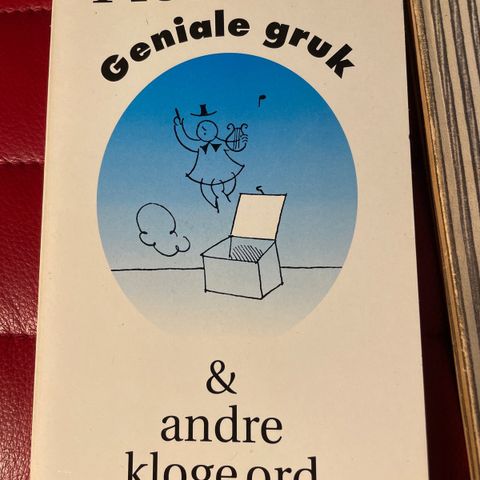 Geniale gruk
&
andre
kloge ord